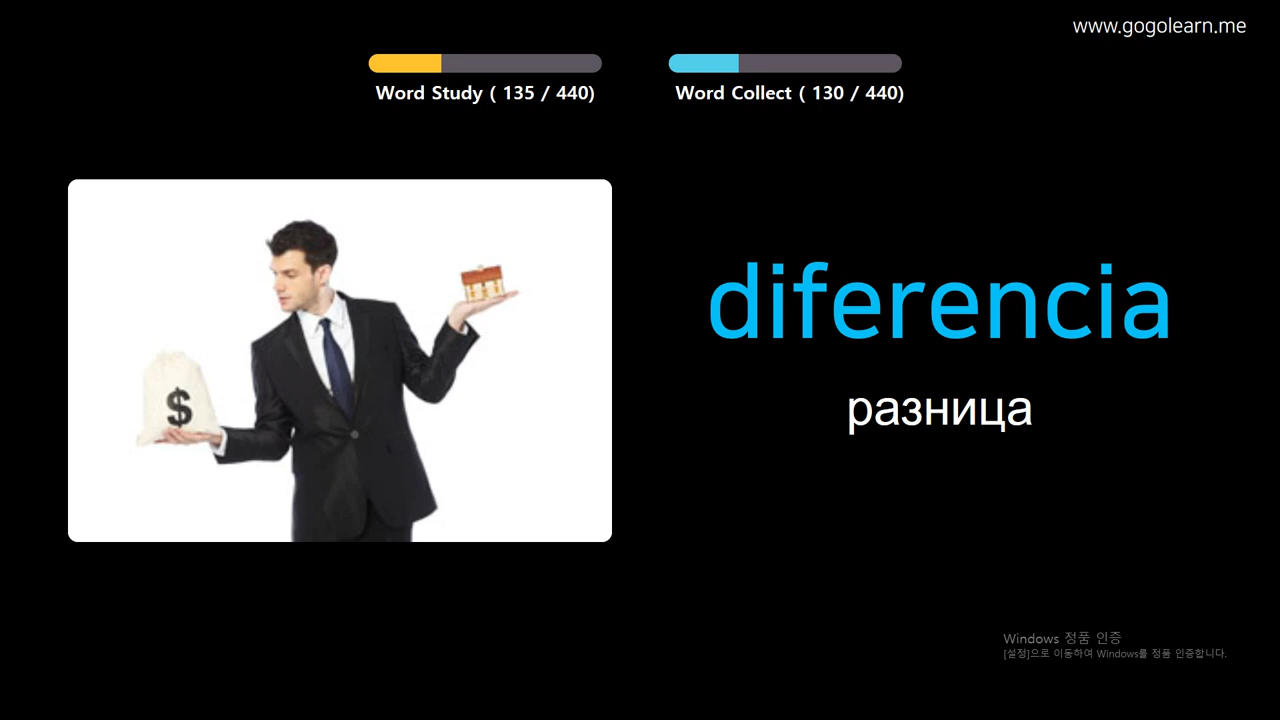 www.gogolearn.me
Word Study ( 135 / 440)
Word Collect ( 130 / 440)
$
diferencia
разница
Windows 정품 인증
[설정]으로 이동하여 Windows를 정품 인증합니다.